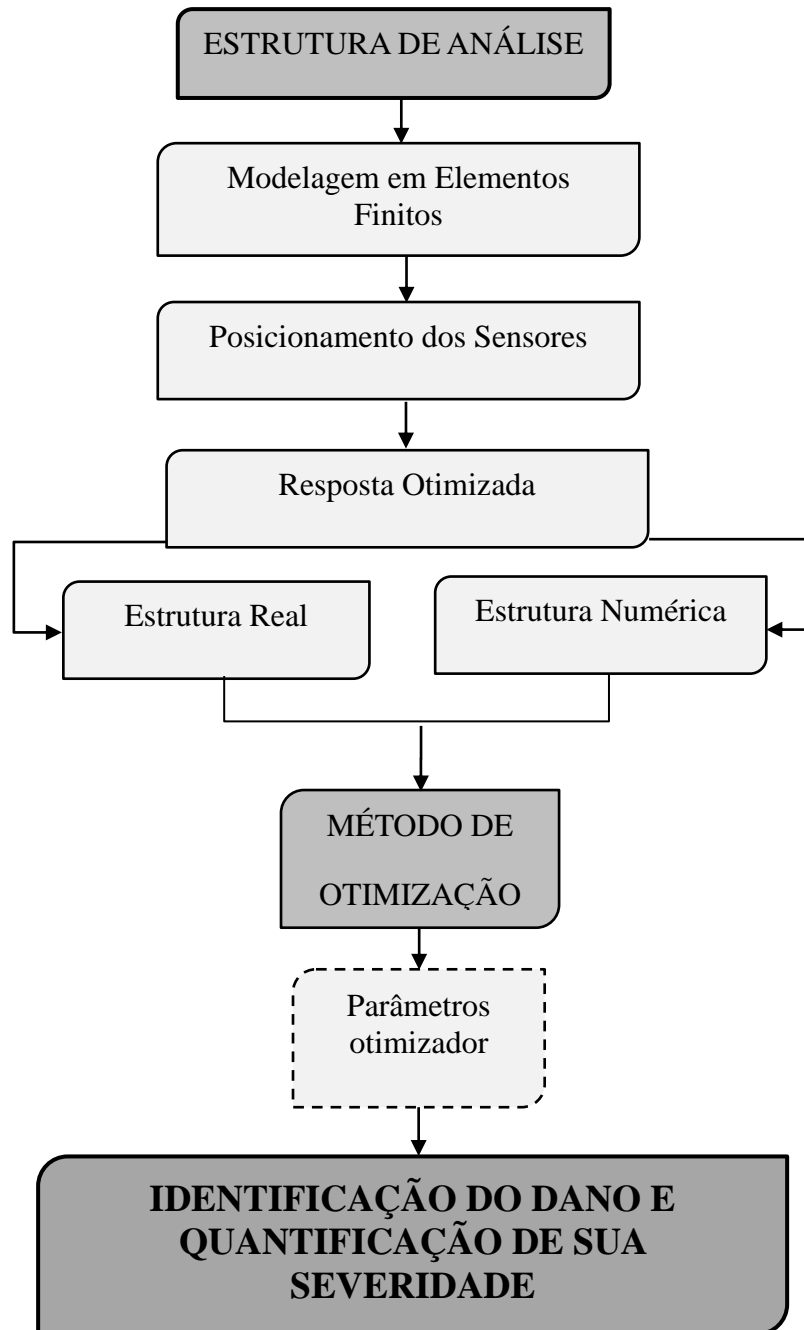 ESTRUTURA DE ANÁLISE
Modelagem em Elementos
Finitos
Posicionamento dos Sensores
Resposta Otimizada
Estrutura Real
Estrutura Numérica
MÉTODO DE
OTIMIZAÇÃO
Parâmetros
otimizador
IDENTIFICAÇÃO DO DANO E
QUANTIFICAÇÃO DE SUA
SEVERIDADE